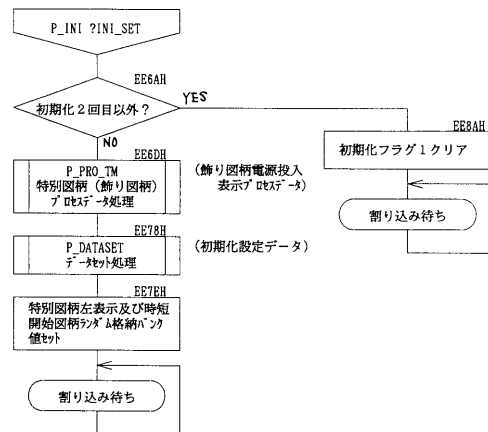 P_INI ?INI_SET
EE6AH
初期化2回目以外?
YES
NO
EE6DH
P_PRO_TM
特別図柄(飾り図柄)
プロセスデータ処理
(飾り図柄電源投入
表示プロセスデータ)
EE78H
P_DATASET
データセット処理
(初期化設定データ)
EE7EH
特別図柄左表示及び時短
開始図柄ランダム格納バンク
値セット
割り込み待ち
EE8AH
初期化フラグ1クリア
割り込み待ち